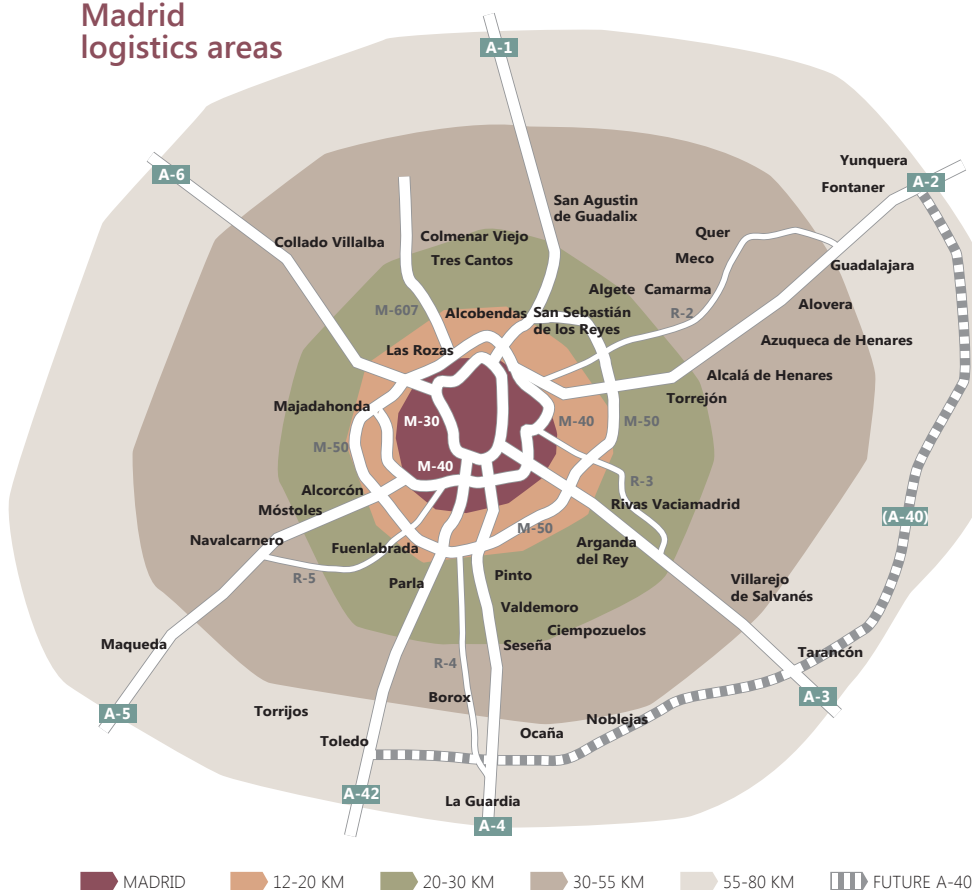 Madrid
logistics areas
A-1
Yunquera
A-6
A-2
Fontaner
San Agustin
de Guadalix
Quer
Colmenar Viejo
Collado Villalba
Meco
Tres Cantos
Guadalajara
Algete
Camarma
Alovera
M-607
Alcobendas
San Sebastián
de los Reyes
R-2
Azuqueca de Henares
Las Rozas
Alcalá de Henares
Torrejón
Majadahonda
M-30
M-40
M-50
M-50
M-40
R-3
Alcorcón
Rivas Vaciamadrid
Móstoles
(A-40)
M-50
Navalcarnero
Fuenlabrada
Arganda
del Rey
R-5
Parla
Pinto
Villarejo
de Salvanés
Valdemoro
Ciempozuelos
Maqueda
Seseña
Tarancón
R-4
Borox
A-3
A-5
Torrijos
Noblejas
Ocaña
Toledo
A-42
La Guardia
A-4
MADRID
12-20 KM
20-30 KM
30-55 KM
55-80 KM
FUTURE A-40